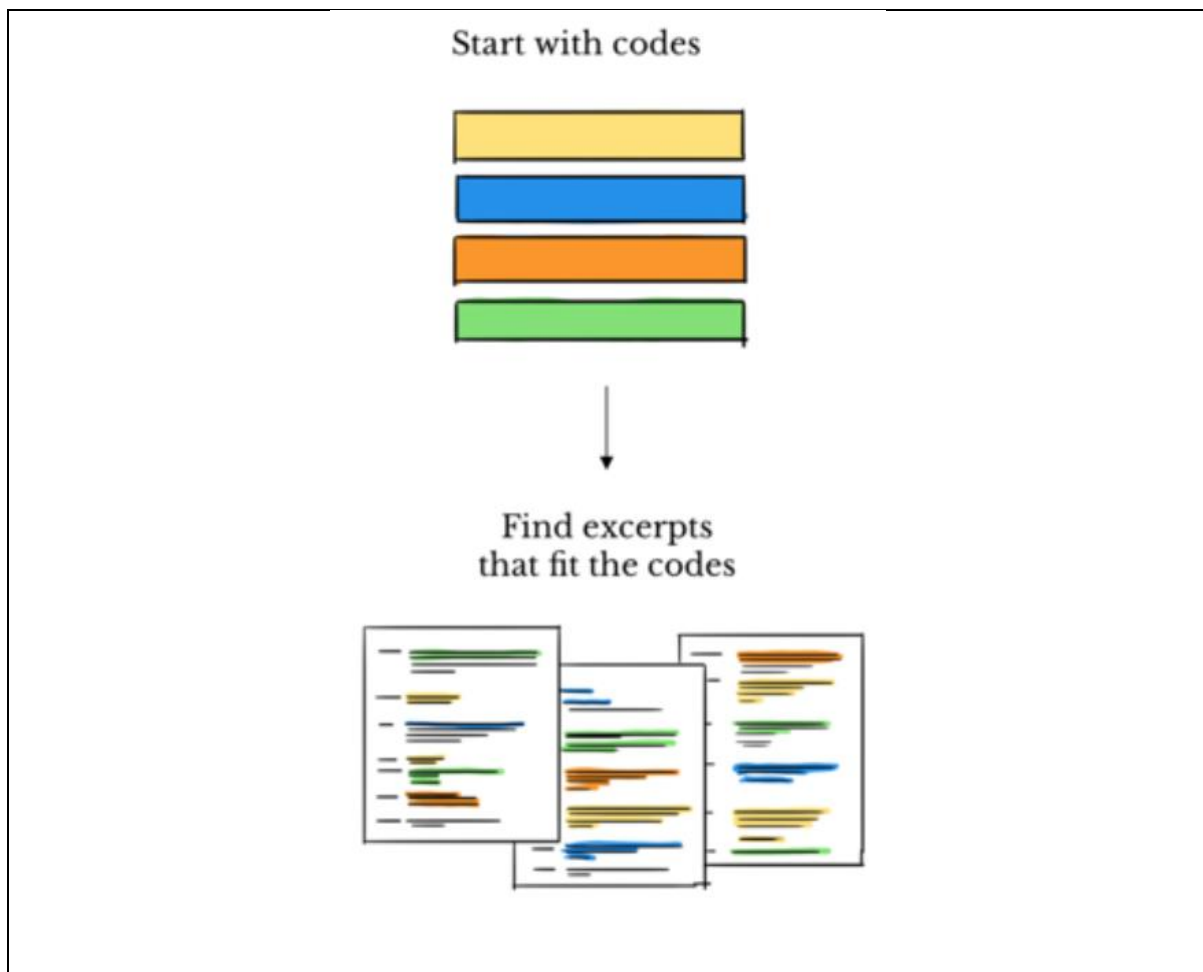 Start with codes
Find excerpts
that fit the codes